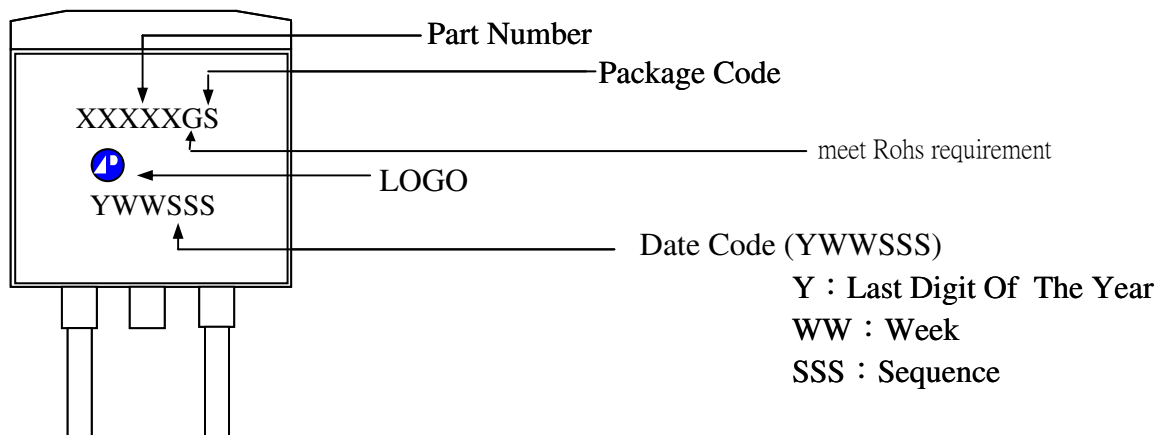 Part Number
Package Code
XXXXXGS
meet Rohs requirement
LOGO
YWWSSS
Date Code (YWWSSS)
Y：Last Digit Of The Year
WW：Week
SSS：Sequence